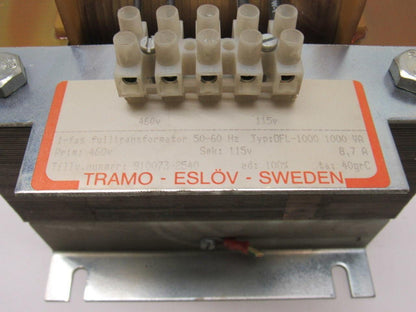 460v 115v
1-fas fulltransformator 50-60 Hz Typ:DFL-1000 1000 VA
Prim: 460v Sek: 115v 8,7 A
Tillv.nummer: 910073-2540 ed: 100% ta: 40grC
TRAMO - ESLÖV - SWEDEN